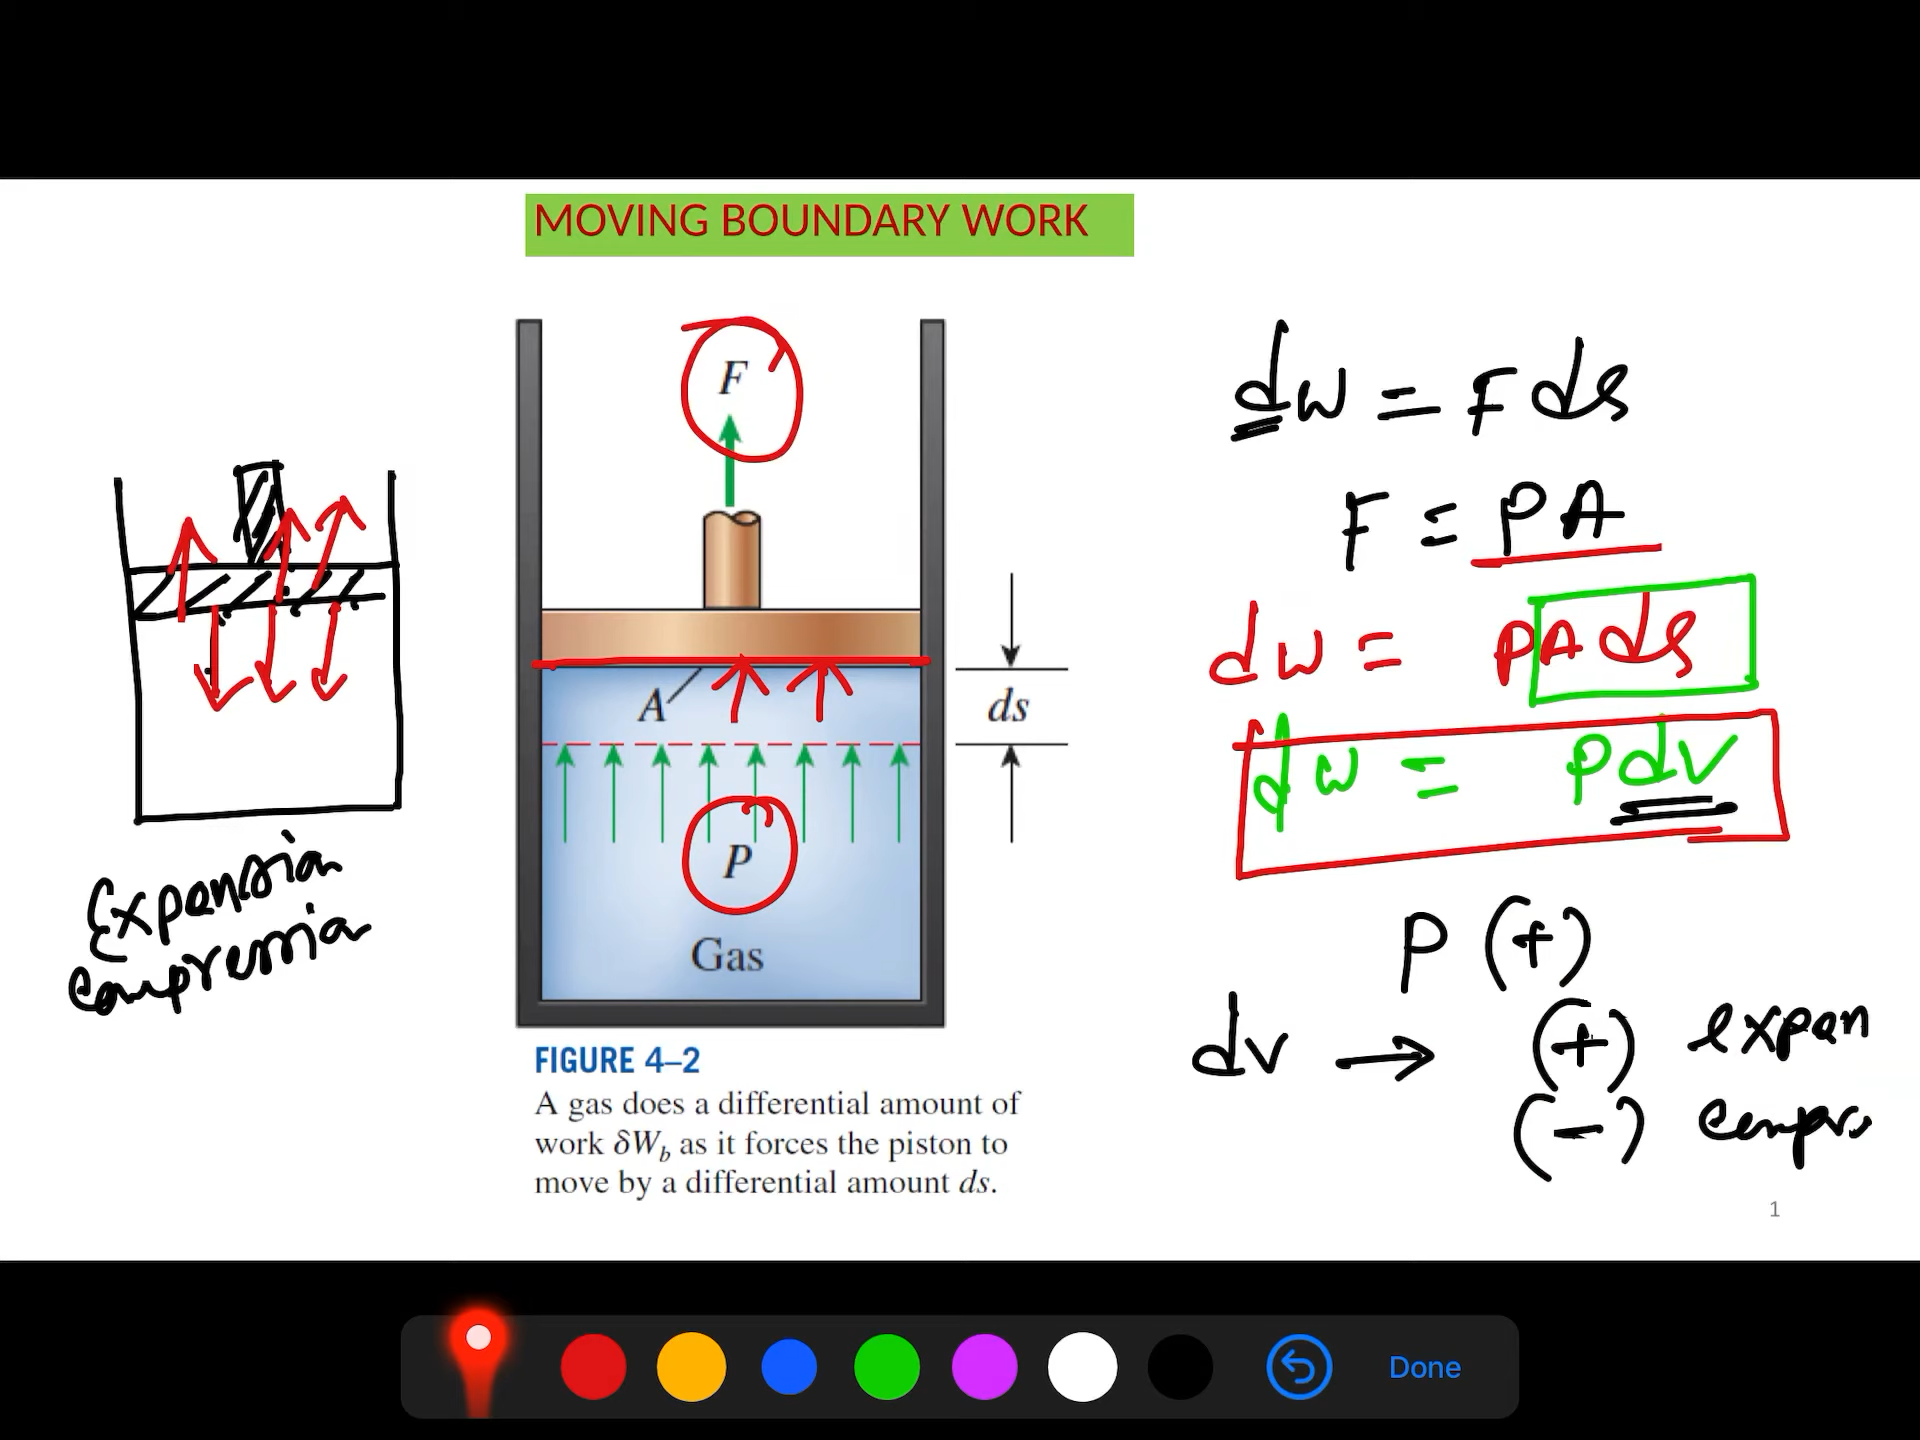 MOVING BOUNDARY WORK
F
A
ds
P
Gas
FIGURE 4–2
A gas does a differential amount of
work δW_b as it forces the piston to
move by a differential amount ds.
Expansion
Compression
dw = F ds
F = PA
dw = PA ds
dw = P dv
P (+)
dv → (+) expan
(-) compr.
1
Done